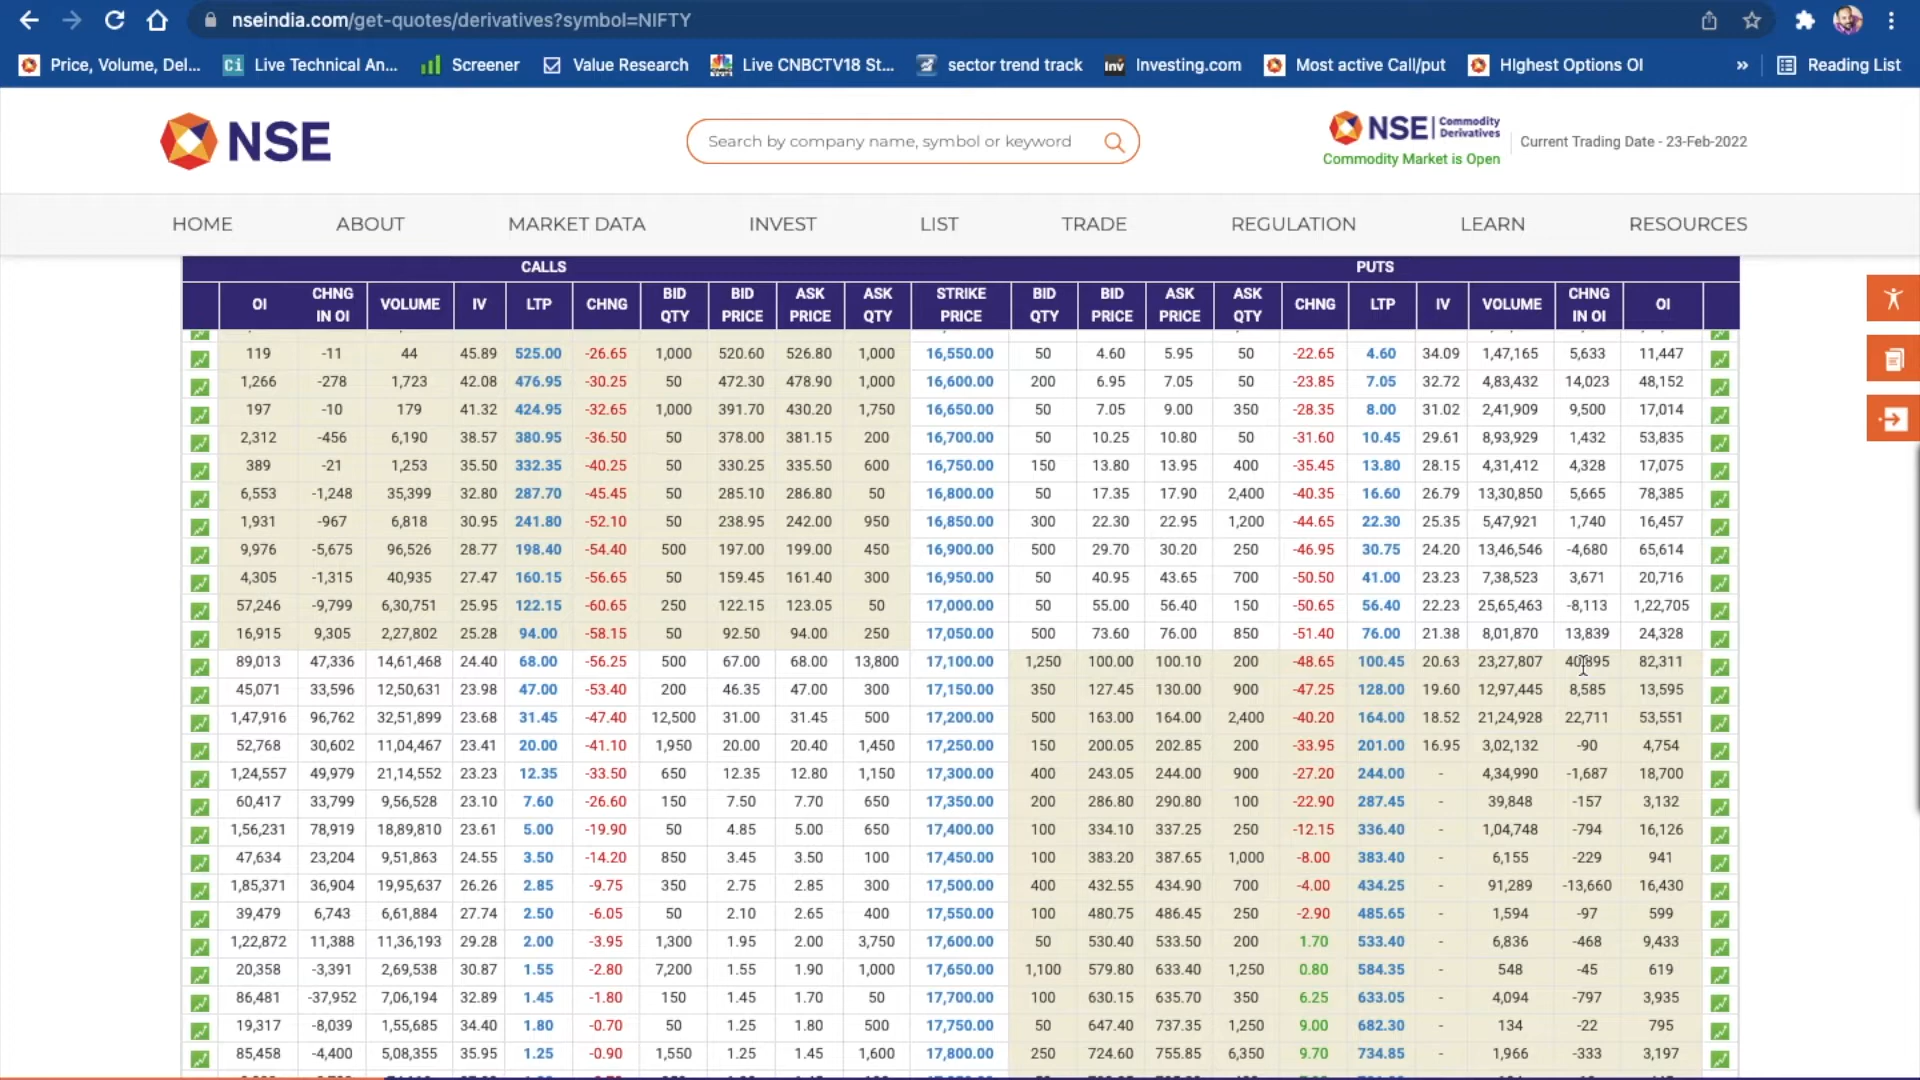 nseindia.com/get-quotes/derivatives?symbol=NIFTY
Price, Volume, Del... Ci Live Technical An... Screener Value Research Live CNBCTV18 St... sector trend track Inv Investing.com Most active Call/put HIghest Options OI » Reading List
NSE Search by company name, symbol or keyword NSE Commodity Derivatives Current Trading Date - 23-Feb-2022
Commodity Market is Open
HOME ABOUT MARKET DATA INVEST LIST TRADE REGULATION LEARN RESOURCES
CALLS PUTS
OI CHNG IN OI VOLUME IV LTP CHNG BID QTY BID PRICE ASK PRICE ASK QTY STRIKE PRICE BID QTY BID PRICE ASK PRICE ASK QTY CHNG LTP IV VOLUME CHNG IN OI OI
119 -11 44 45.89 525.00 -26.65 1,000 520.60 526.80 1,000 16,550.00 50 4.60 5.95 50 -22.65 4.60 34.09 1,47,165 5,633 11,447
1,266 -278 1,723 42.08 476.95 -30.25 50 472.30 478.90 1,000 16,600.00 200 6.95 7.05 50 -23.85 7.05 32.72 4,83,432 14,023 48,152
197 -10 179 41.32 424.95 -32.65 1,000 391.70 430.20 1,750 16,650.00 50 7.05 9.00 350 -28.35 8.00 31.02 2,41,909 9,500 17,014
2,312 -456 6,190 38.57 380.95 -36.50 50 378.00 381.15 200 16,700.00 50 10.25 10.80 50 -31.60 10.45 29.61 8,93,929 1,432 53,835
389 -21 1,253 35.50 332.35 -40.25 50 330.25 335.50 600 16,750.00 150 13.80 13.95 400 -35.45 13.80 28.15 4,31,412 4,328 17,075
6,553 -1,248 35,399 32.80 287.70 -45.45 50 285.10 286.80 50 16,800.00 50 17.35 17.90 2,400 -40.35 16.60 26.79 13,30,850 5,665 78,385
1,931 -967 6,818 30.95 241.80 -52.10 50 238.95 242.00 950 16,850.00 300 22.30 22.95 1,200 -44.65 22.30 25.35 5,47,921 1,740 16,457
9,976 -5,675 96,526 28.77 198.40 -54.40 500 197.00 199.00 450 16,900.00 500 29.70 30.20 250 -46.95 30.75 24.20 13,46,546 -4,680 65,614
4,305 -1,315 40,935 27.47 160.15 -56.65 50 159.45 161.40 300 16,950.00 50 40.95 43.65 700 -50.50 41.00 23.23 7,38,523 3,671 20,716
57,246 -9,799 6,30,751 25.95 122.15 -60.65 250 122.15 123.05 50 17,000.00 50 55.00 56.40 150 -50.65 56.40 22.23 25,65,463 -8,113 1,22,705
16,915 9,305 2,27,802 25.28 94.00 -58.15 50 92.50 94.00 250 17,050.00 500 73.60 76.00 850 -51.40 76.00 21.38 8,01,870 13,839 24,328
89,013 47,336 14,61,468 24.40 68.00 -56.25 500 67.00 68.00 13,800 17,100.00 1,250 100.00 100.10 200 -48.65 100.45 20.63 23,27,807 40,895 82,311
45,071 33,596 12,50,631 23.98 47.00 -53.40 200 46.35 47.00 300 17,150.00 350 127.45 130.00 900 -47.25 128.00 19.60 12,97,445 8,585 13,595
1,47,916 96,762 32,51,899 23.68 31.45 -47.40 12,500 31.00 31.45 500 17,200.00 500 163.00 164.00 2,400 -40.20 164.00 18.52 21,24,928 22,711 53,551
52,768 30,602 11,04,467 23.41 20.00 -41.10 1,950 20.00 20.40 1,450 17,250.00 150 200.05 202.85 200 -33.95 201.00 16.95 3,02,132 -90 4,754
1,24,557 49,979 21,14,552 23.23 12.35 -33.50 650 12.35 12.80 1,150 17,300.00 400 243.05 244.00 900 -27.20 244.00 - 4,34,990 -1,687 18,700
60,417 33,799 9,56,528 23.10 7.60 -26.60 150 7.50 7.70 650 17,350.00 200 286.80 290.80 100 -22.90 287.45 - 39,848 -157 3,132
1,56,231 78,919 18,89,810 23.61 5.00 -19.90 50 4.85 5.00 650 17,400.00 100 334.10 337.25 250 -12.15 336.40 - 1,04,748 -794 16,126
47,634 23,204 9,51,863 24.55 3.50 -14.20 850 3.45 3.50 100 17,450.00 100 383.20 387.65 1,000 -8.00 383.40 - 6,155 -229 941
1,85,371 36,904 19,95,637 26.26 2.85 -9.75 350 2.75 2.85 300 17,500.00 400 432.55 434.90 700 -4.00 434.25 - 91,289 -13,660 16,430
39,479 6,743 6,61,884 27.74 2.50 -6.05 50 2.10 2.65 400 17,550.00 100 480.75 486.45 250 -2.90 485.65 - 1,594 -97 599
1,22,872 11,388 11,36,193 29.28 2.00 -3.95 1,300 1.95 2.00 3,750 17,600.00 50 530.40 533.50 200 1.70 533.40 - 6,836 -468 9,433
20,358 -3,391 2,69,538 30.87 1.55 -2.80 7,200 1.55 1.90 1,000 17,650.00 1,100 579.80 633.40 1,250 0.80 584.35 - 548 -45 619
86,481 -37,952 7,06,194 32.89 1.45 -1.80 150 1.45 1.70 50 17,700.00 100 630.15 635.70 350 6.25 633.05 - 4,094 -797 3,935
19,317 -8,039 1,55,685 34.40 1.80 -0.70 50 1.25 1.80 500 17,750.00 50 647.40 737.35 1,250 9.00 682.30 - 134 -22 795
85,458 -4,400 5,08,355 35.95 1.25 -0.90 1,550 1.25 1.45 1,600 17,800.00 250 724.60 755.85 6,350 9.70 734.85 - 1,966 -333 3,197